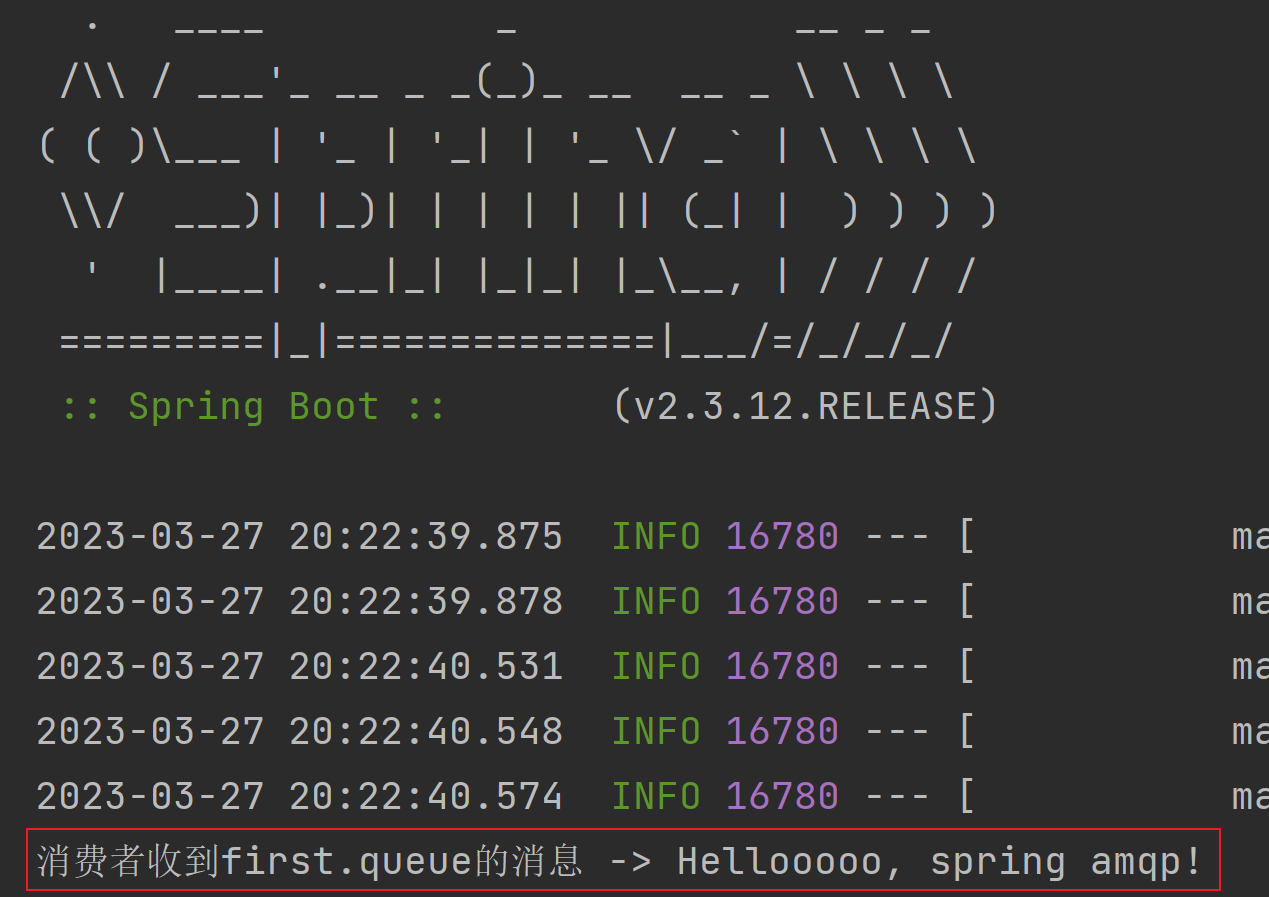 .   ____          _            __ _ _
 /\\ / ___'_ __ _ _(_)_ __  __ _ \ \ \ \
( ( )\___ | '_ | '_| | '_ \/ _` | \ \ \ \
 \\/  ___)| |_)| | | | | || (_| |  ) ) ) )
  '  |____| .__|_| |_|_| |_\__, | / / / /
 =========|_|==============|___/=/_/_/_/
 :: Spring Boot ::       (v2.3.12.RELEASE)
2023-03-27 20:22:39.875  INFO 16780 --- [           ma
2023-03-27 20:22:39.878  INFO 16780 --- [           ma
2023-03-27 20:22:40.531  INFO 16780 --- [           ma
2023-03-27 20:22:40.548  INFO 16780 --- [           ma
2023-03-27 20:22:40.574  INFO 16780 --- [           ma
消费者收到first.queue的消息 -> Hellooooo, spring amqp!